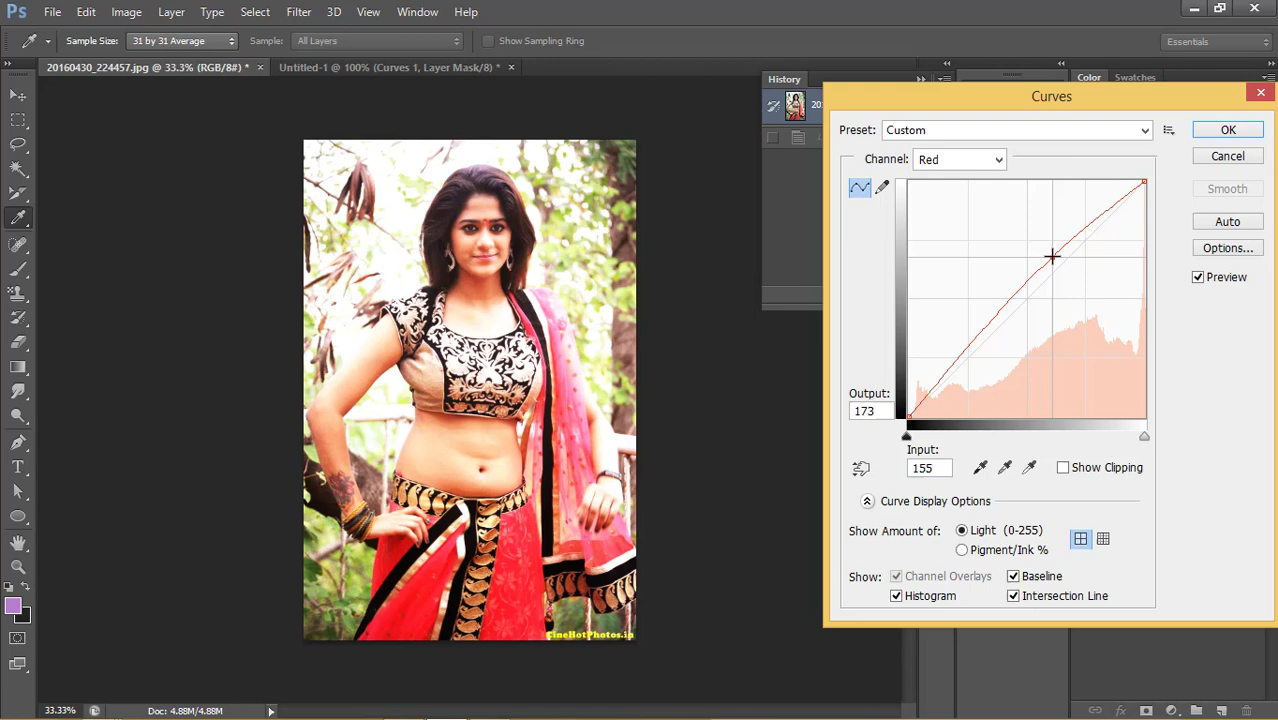 Ps File Edit Image Layer Type Select Filter 3D View Window Help
Sample Size: 31 by 31 Average Sample: All Layers Show Sampling Ring Essentials
20160430_224457.jpg @ 33.3% (RGB/8#) * × Untitled-1 @ 100% (Curves 1, Layer Mask/8) * ×
History
Color Swatches
20
Curves
Preset: Custom
OK
Channel: Red
Cancel
Smooth
Auto
Options...
Preview
Output:
173
Input:
155
Show Clipping
Curve Display Options
Show Amount of: Light (0-255)
Pigment/Ink %
Show: Channel Overlays Baseline
Histogram Intersection Line
CineHotPhotos.in
T
33.33% Doc: 4.88M/4.88M
fx